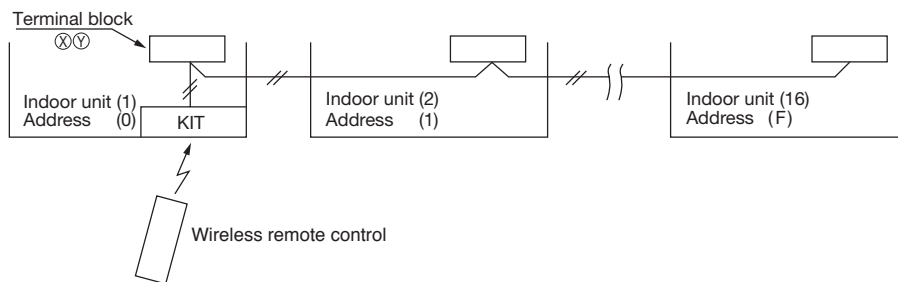 Terminal block
ⓍⓎ
Indoor unit (1)
Address (0)
KIT
Indoor unit (2)
Address (1)
Indoor unit (16)
Address (F)
Wireless remote control